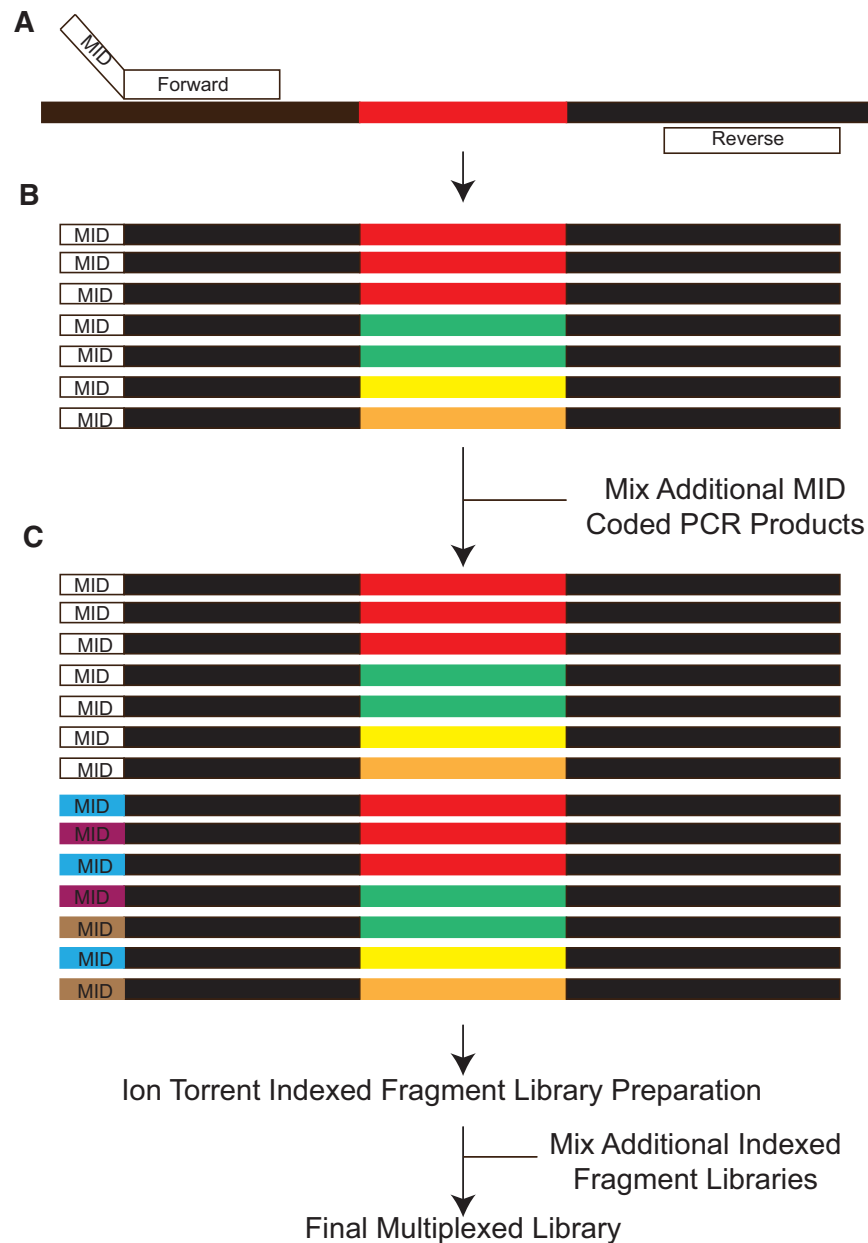 A
MID
Forward
Reverse
B
MID
MID
MID
MID
MID
MID
MID
Mix Additional MID
Coded PCR Products
C
MID
MID
MID
MID
MID
MID
MID
MID
MID
MID
MID
MID
MID
MID
Ion Torrent Indexed Fragment Library Preparation
Mix Additional Indexed
Fragment Libraries
Final Multiplexed Library